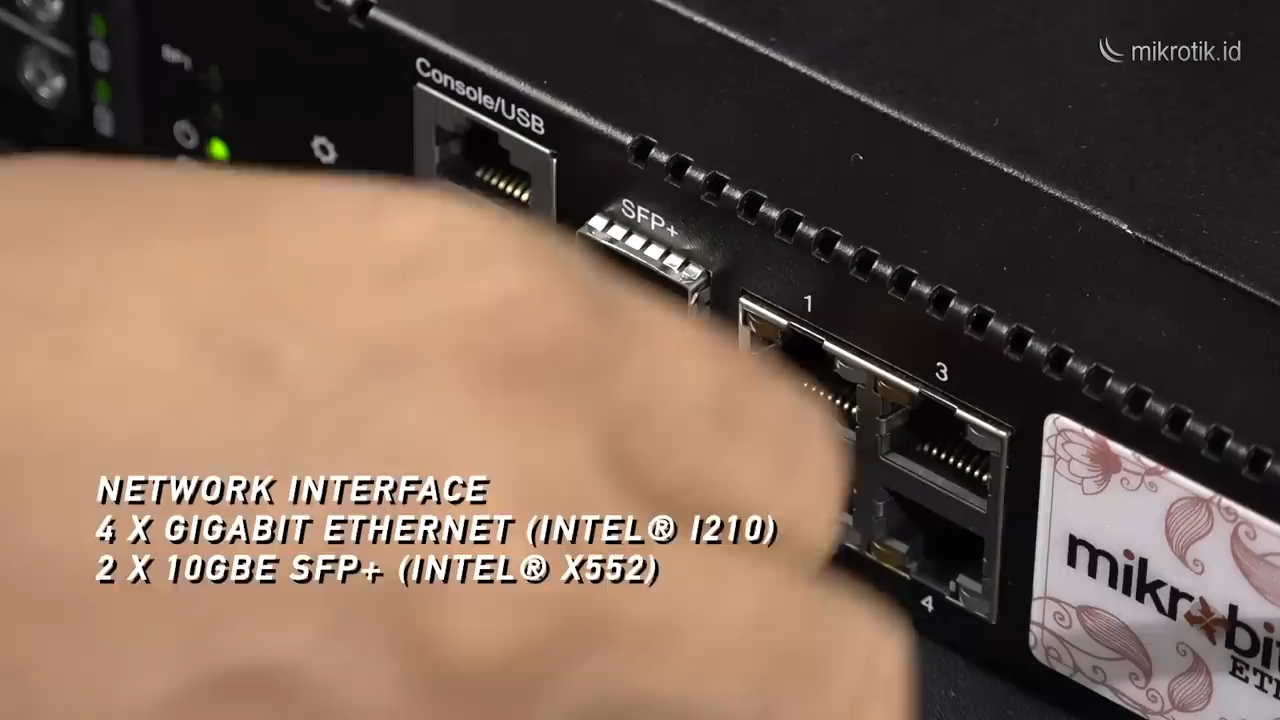 mikrotik.id
Console/USB
SFP+
1
3
NETWORK INTERFACE
4 X GIGABIT ETHERNET (INTEL® I210)
2 X 10GBE SFP+ (INTEL® X552)
4
mikrobit